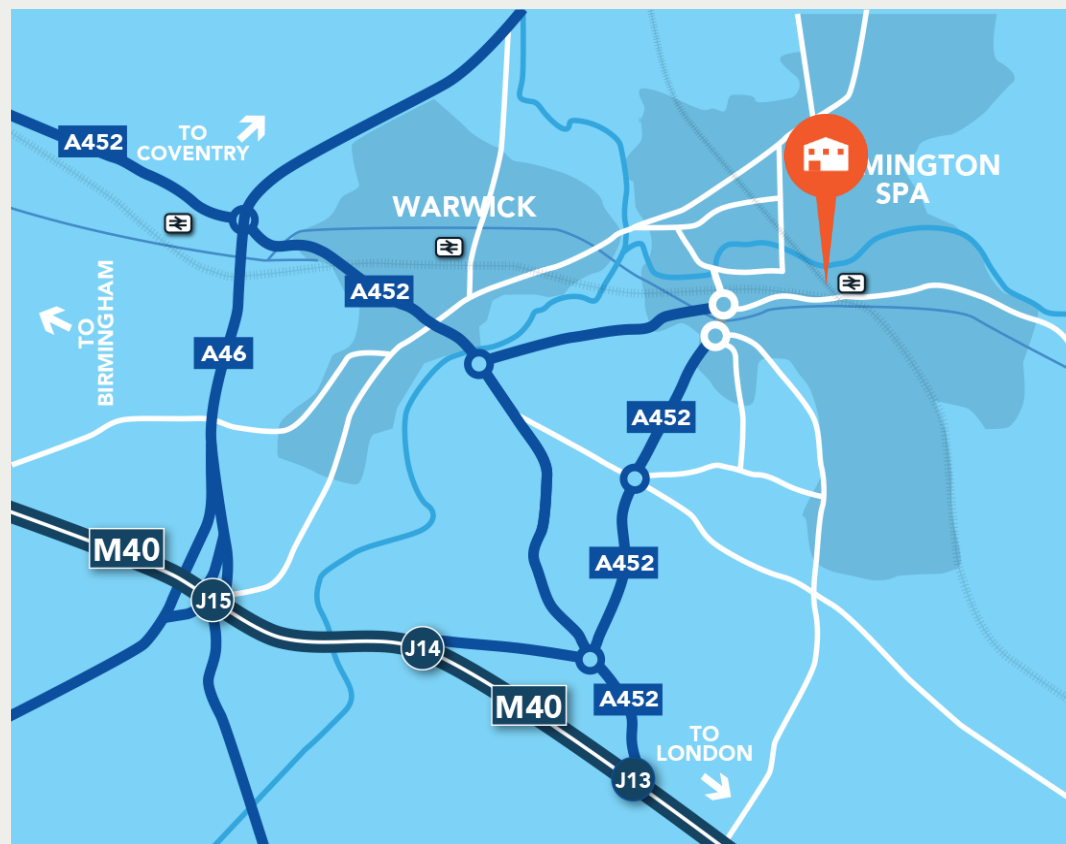 A452
TO
COVENTRY
MINGTON
SPA
WARWICK
A452
TO
BIRMINGHAM
A46
A452
M40
A452
J15
J14
A452
M40
TO
LONDON
J13